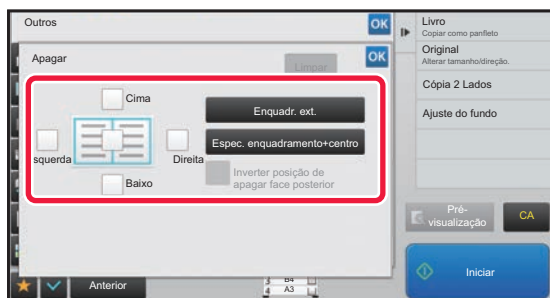 Outros
OK
Apagar
Limpar
OK
Cima
squerda
Direita
Baixo
Enquadr. ext.
Espec. enquadramento+centro
Inverter posição de
apagar face posterior
Anterior
B4
A3
Livro
Copiar como panfleto
Original
Alterar tamanho/direção.
Cópia 2 Lados
Ajuste do fundo
Pré-
visualização
CA
Iniciar